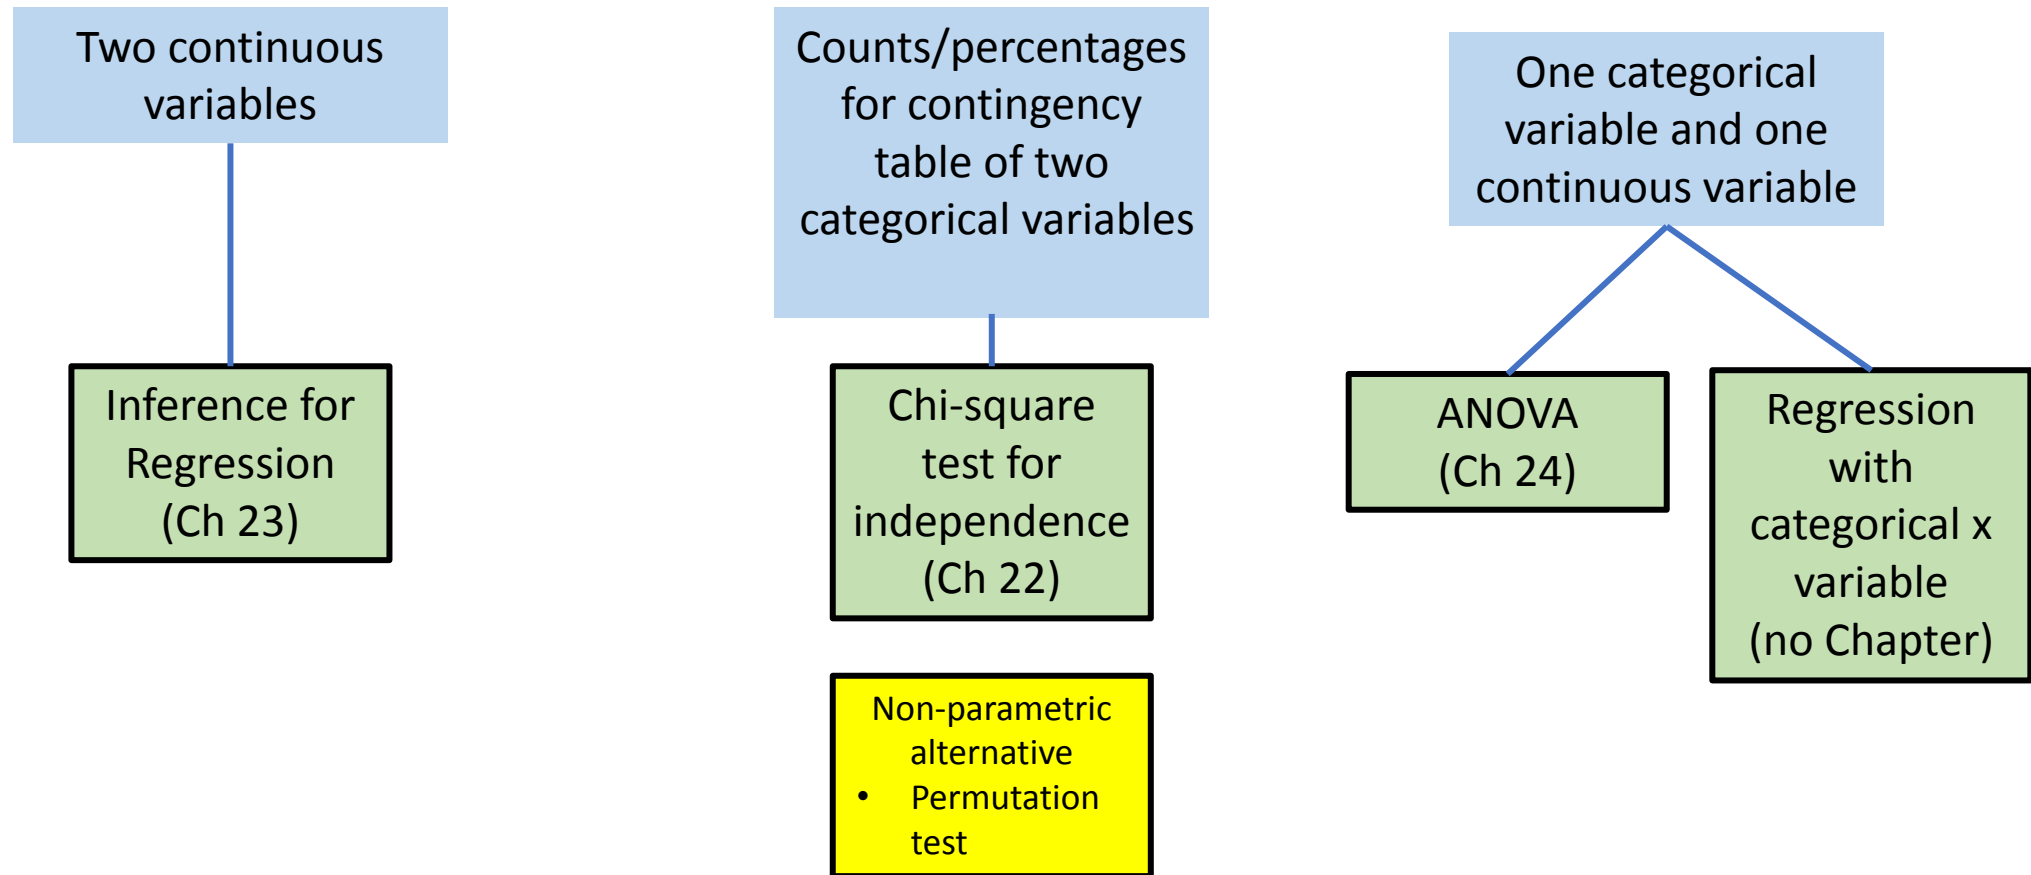 Two continuous
variables
Counts/percentages
for contingency
table of two
categorical variables
One categorical
variable and one
continuous variable
Inference for
Regression
(Ch 23)
Chi-square
test for
independence
(Ch 22)
ANOVA
(Ch 24)
Regression
with
categorical x
variable
(no Chapter)
Non-parametric
alternative
• Permutation
test